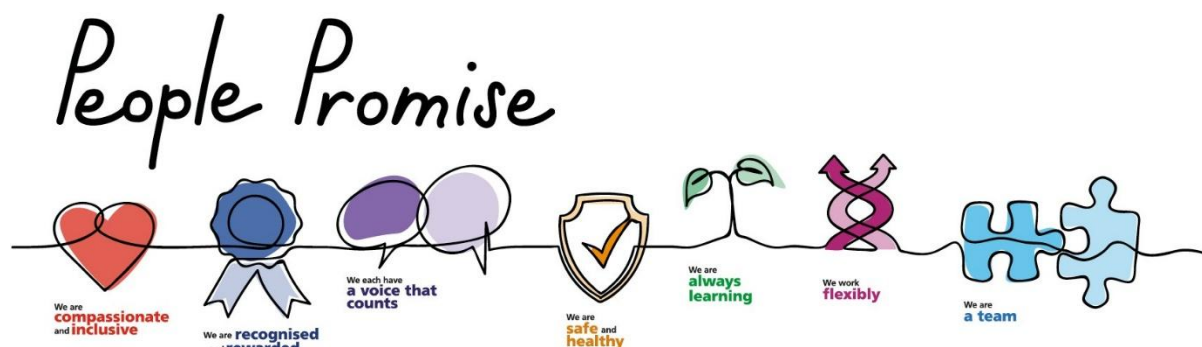 People Promise
We are
compassionate
and inclusive
We are recognised
We each have
a voice that
counts
We are
safe and
healthy
We are
always
learning
We work
flexibly
We are
a team